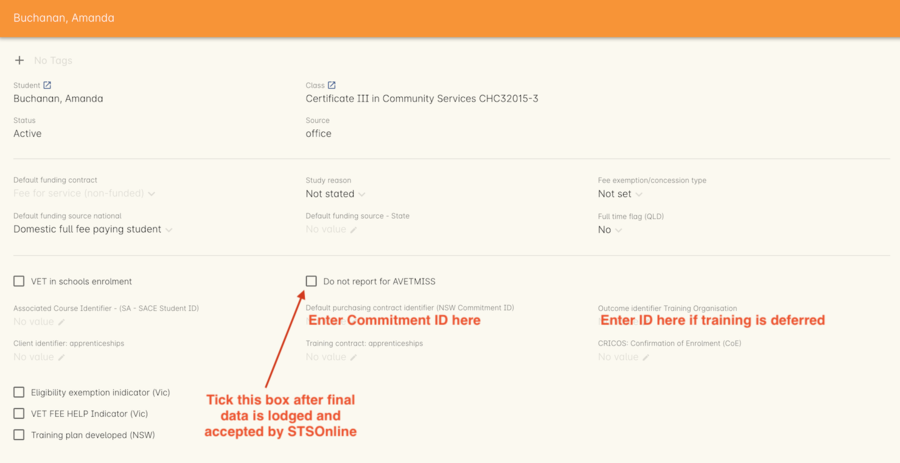 Buchanan, Amanda
No Tags
Student
Class
Buchanan, Amanda
Certificate III in Community Services CHC32015-3
Status
Source
Active
office
Default funding contract
Study reason
Fee exemption/concession type
Fee for service (non-funded)
Not stated
Not set
Default funding source national
Default funding source - State
Full time flag (QLD)
Domestic full fee paying student
No value
No
VET in schools enrolment
Do not report for AVETMISS
Associated Course Identifier - (SA - SACE Student ID)
Default purchasing contract identifier (NSW Commitment ID)
Outcome identifier Training Organisation
No value
Enter Commitment ID here
Enter ID here if training is deferred
Client identifier: apprenticeships
Training contract: apprenticeships
CRICOS: Confirmation of Enrolment (CoE)
No value
No value
No value
Eligibility exemption inidicator (Vic)
VET FEE HELP Indicator (Vic)
Training plan developed (NSW)
Tick this box after final
data is lodged and
accepted by STSOnline